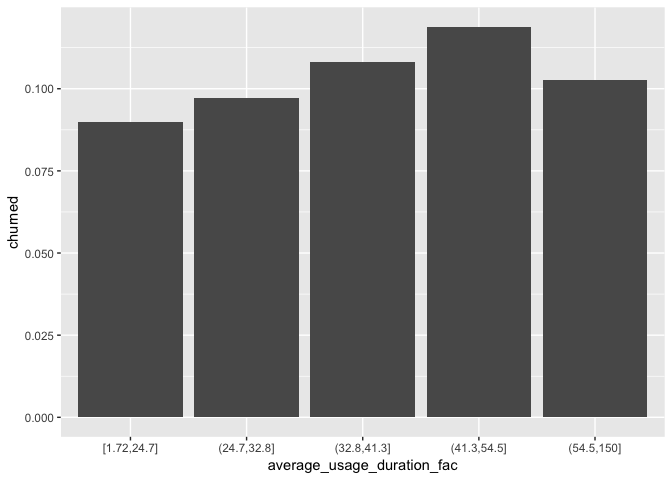 churned
0.100
0.075
0.050
0.025
0.000
[1.72,24.7] (24.7,32.8] (32.8,41.3] (41.3,54.5] (54.5,150]
average_usage_duration_fac